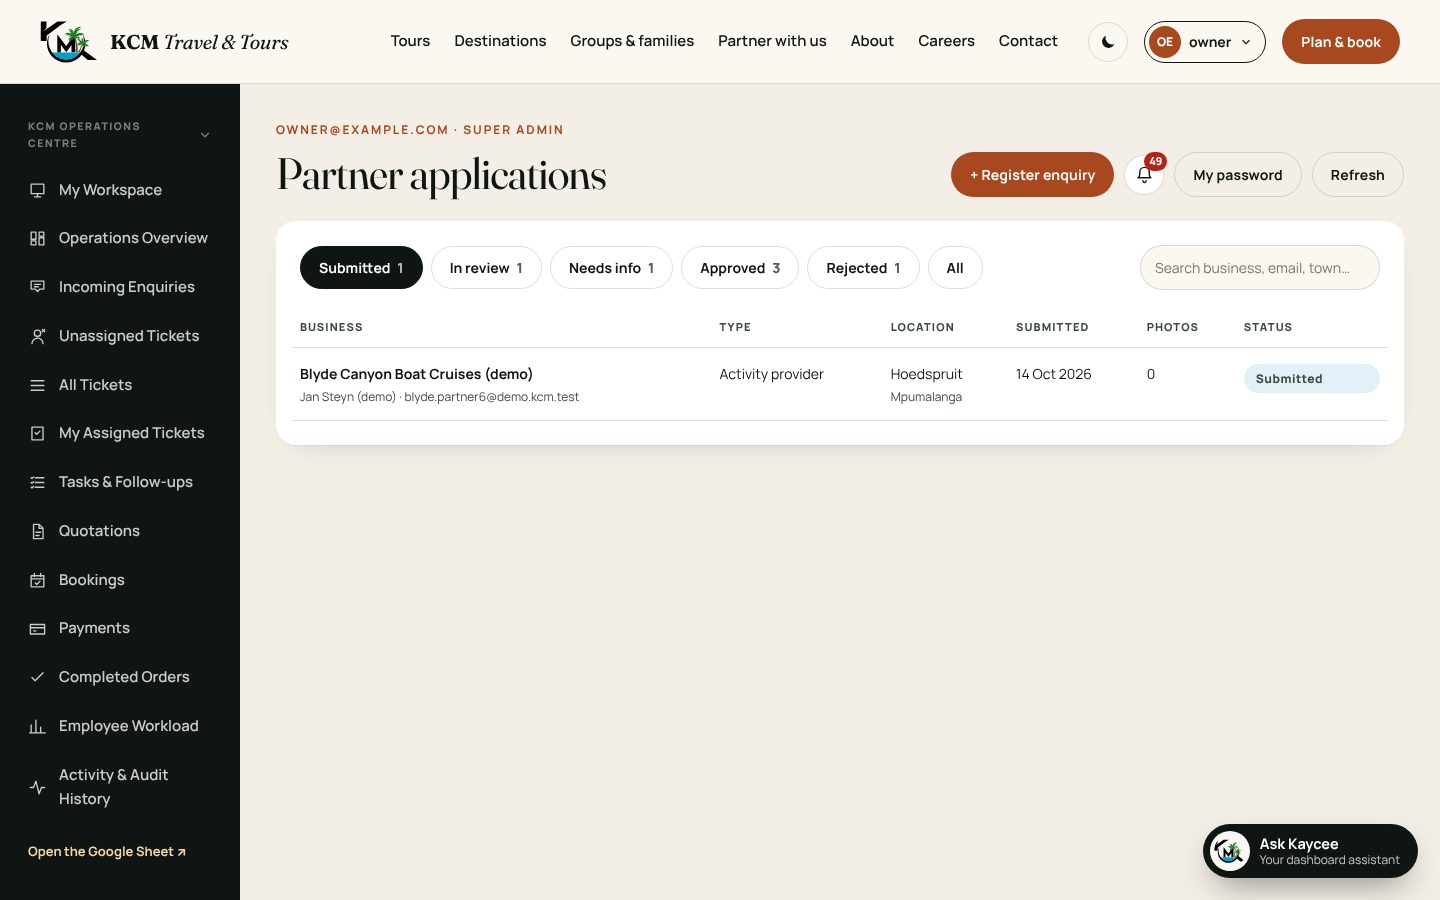 KCM Travel & Tours
Tours
Destinations
Groups & families
Partner with us
About
Careers
Contact
OE
owner
Plan & book
KCM OPERATIONS
CENTRE
My Workspace
Operations Overview
Incoming Enquiries
Unassigned Tickets
All Tickets
My Assigned Tickets
Tasks & Follow-ups
Quotations
Bookings
Payments
Completed Orders
Employee Workload
Activity & Audit
History
Open the Google Sheet ↗
OWNER@EXAMPLE.COM · SUPER ADMIN
Partner applications
+ Register enquiry
49
My password
Refresh
Submitted 1
In review 1
Needs info 1
Approved 3
Rejected 1
All
Search business, email, town...
BUSINESS TYPE LOCATION SUBMITTED PHOTOS STATUS
Blyde Canyon Boat Cruises (demo) Activity provider Hoedspruit 14 Oct 2026 0 Submitted
Jan Steyn (demo) · blyde.partner6@demo.kcm.test Mpumalanga
Ask Kaycee
Your dashboard assistant